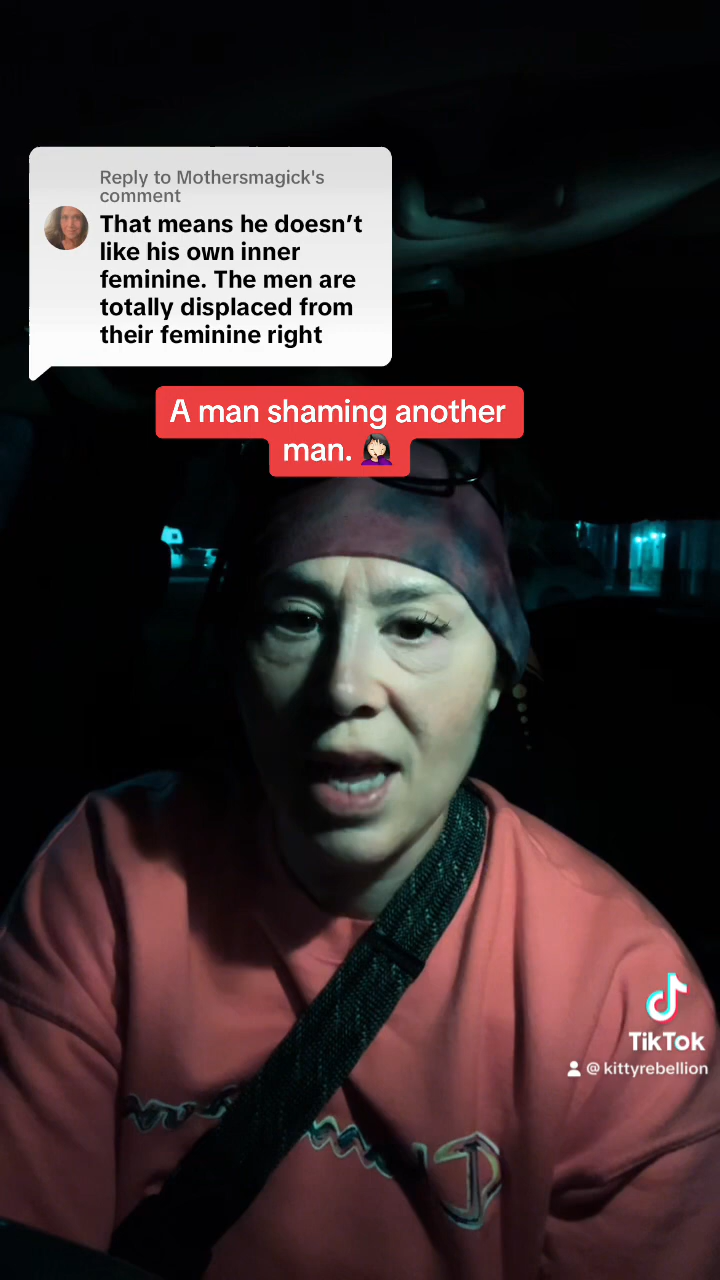 Reply to Mothersmagick's
comment
That means he doesn’t
like his own inner
feminine. The men are
totally displaced from
their feminine right
A man shaming another
man. 🤦🏻‍♀️
TikTok
@kittyrebellion